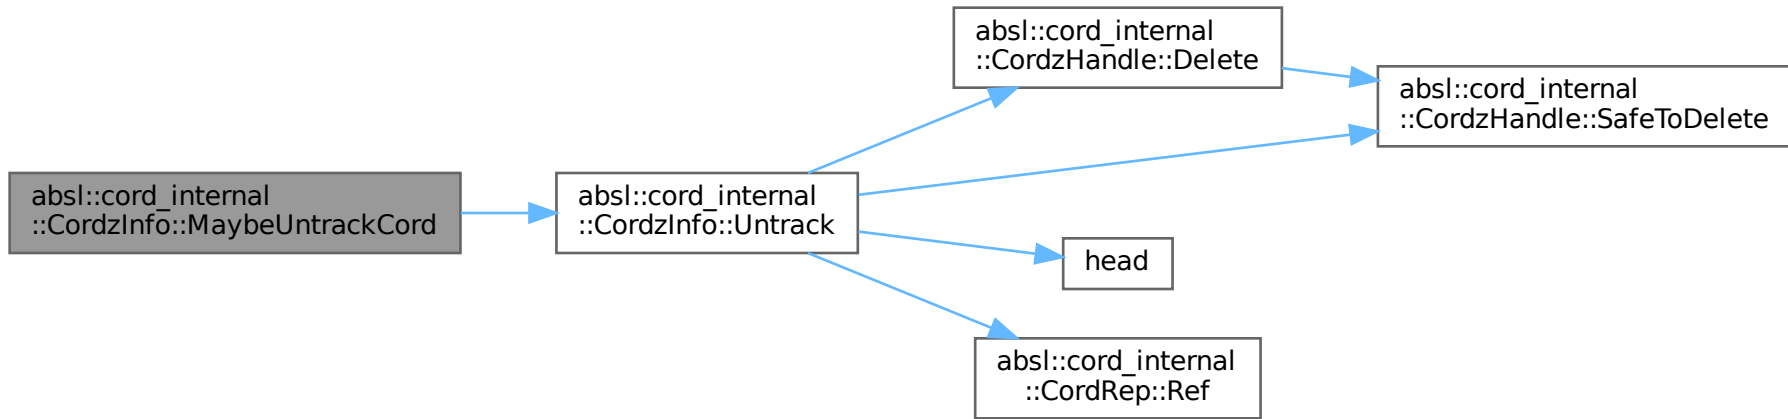 absl::cord_internal
::CordzInfo::MaybeUntrackCord
absl::cord_internal
::CordzInfo::Untrack
absl::cord_internal
::CordzHandle::Delete
absl::cord_internal
::CordzHandle::SafeToDelete
head
absl::cord_internal
::CordRep::Ref